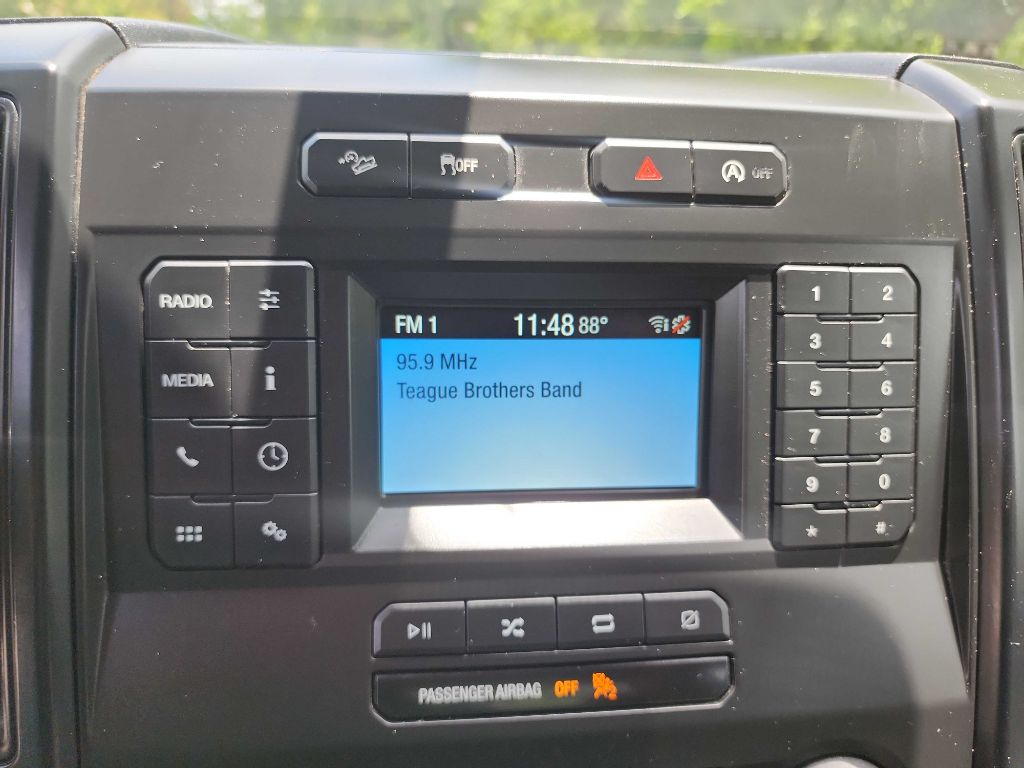 OFF
A OFF
RADIO
MEDIA
i
FM 1 11:48 88°
95.9 MHz
Teague Brothers Band
1 2
3 4
5 6
7 8
9 0
* #
PASSENGER AIRBAG OFF